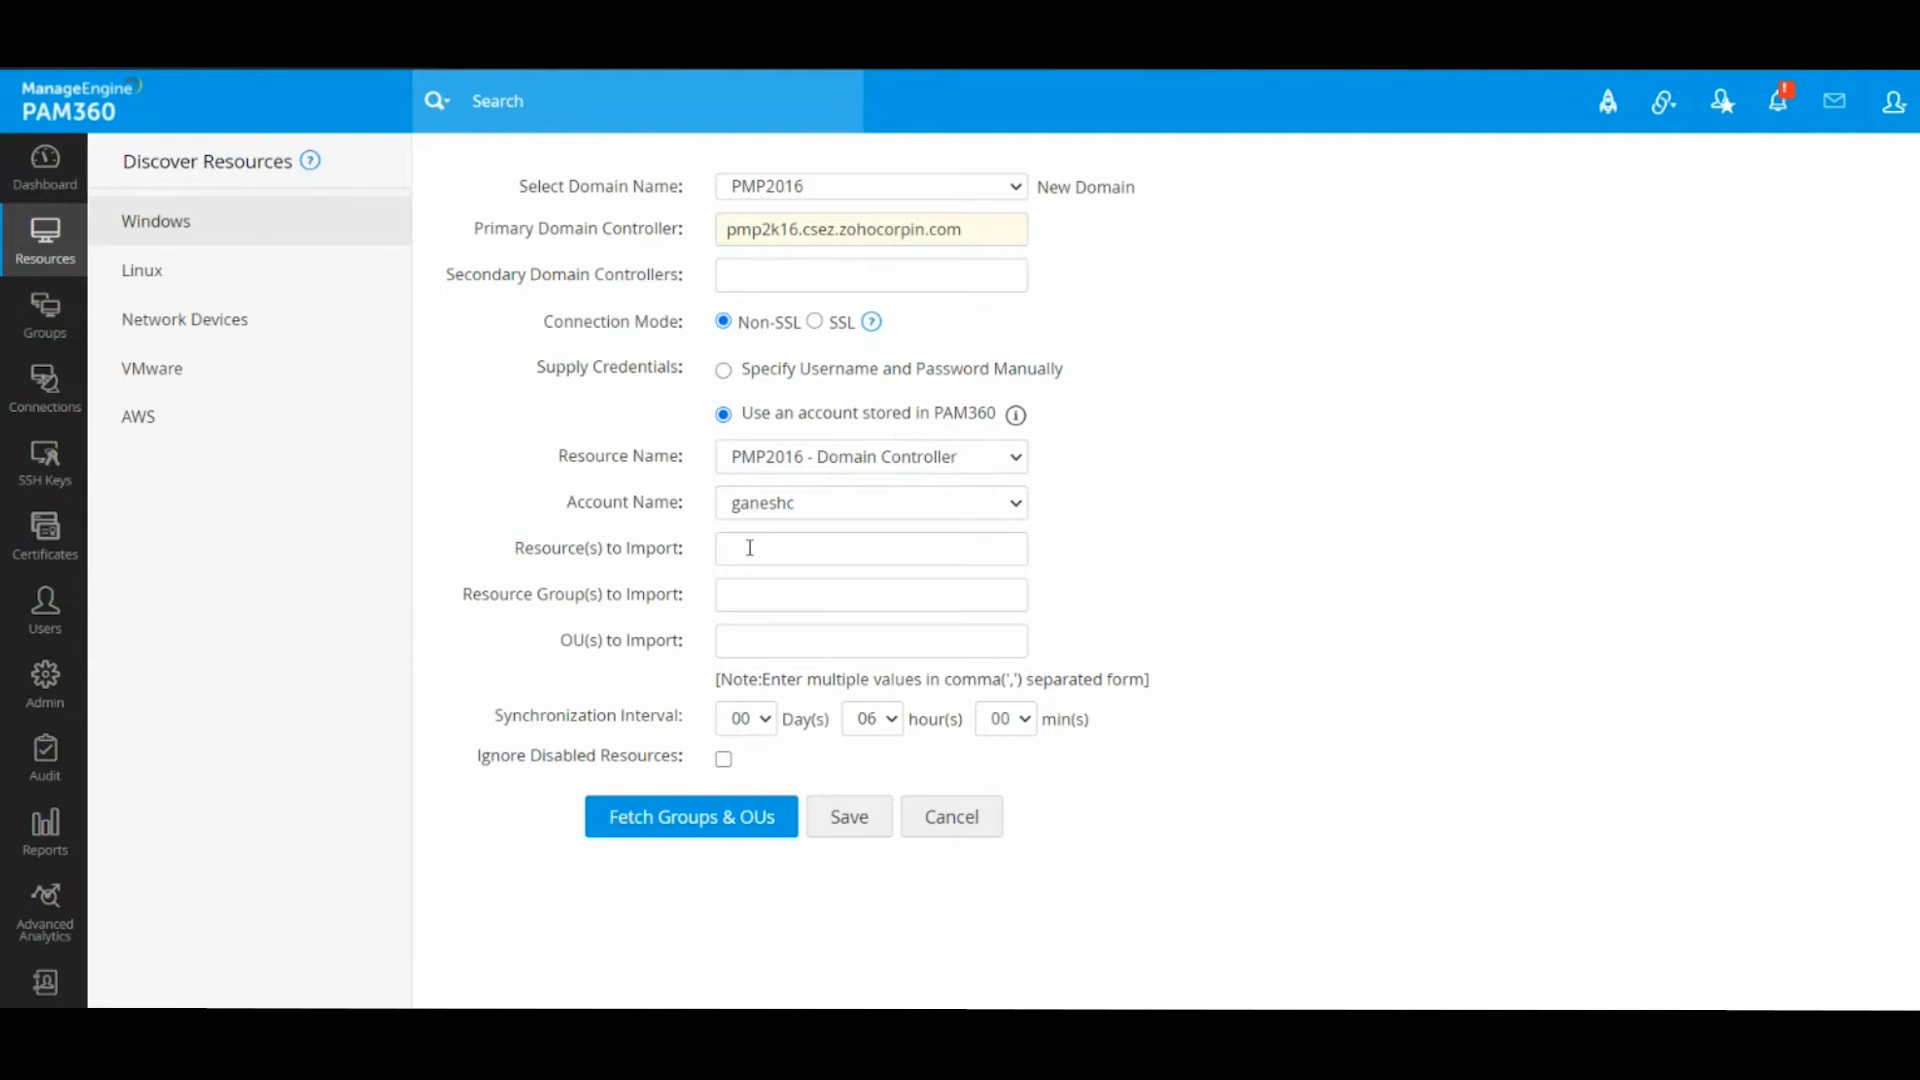 ManageEngine
PAM360
Search
!
Dashboard
Resources
Groups
Connections
SSH Keys
Certificates
Users
Admin
Audit
Reports
Advanced
Analytics
Discover Resources ?
Windows
Linux
Network Devices
VMware
AWS
Select Domain Name: PMP2016 New Domain
Primary Domain Controller: pmp2k16.csez.zohocorpin.com
Secondary Domain Controllers:
Connection Mode: Non-SSL SSL ?
Supply Credentials: Specify Username and Password Manually
Use an account stored in PAM360 i
Resource Name: PMP2016 - Domain Controller
Account Name: ganeshc
Resource(s) to Import:
Resource Group(s) to Import:
OU(s) to Import:
[Note:Enter multiple values in comma(',') separated form]
Synchronization Interval: 00 Day(s) 06 hour(s) 00 min(s)
Ignore Disabled Resources:
Fetch Groups & OUs Save Cancel